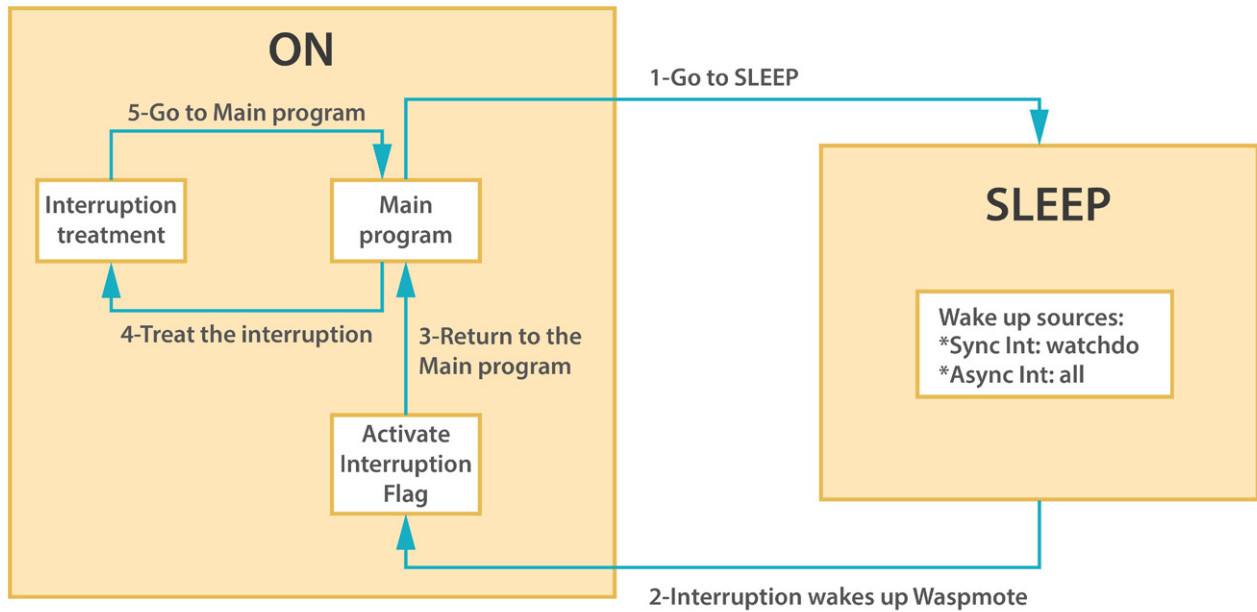 ON
1-Go to SLEEP
5-Go to Main program
Interruption
treatment
Main
program
4-Treat the interruption
3-Return to the
Main program
Activate
Interruption
Flag
SLEEP
Wake up sources:
*Sync Int: watchdo
*Async Int: all
2-Interruption wakes up Waspmote